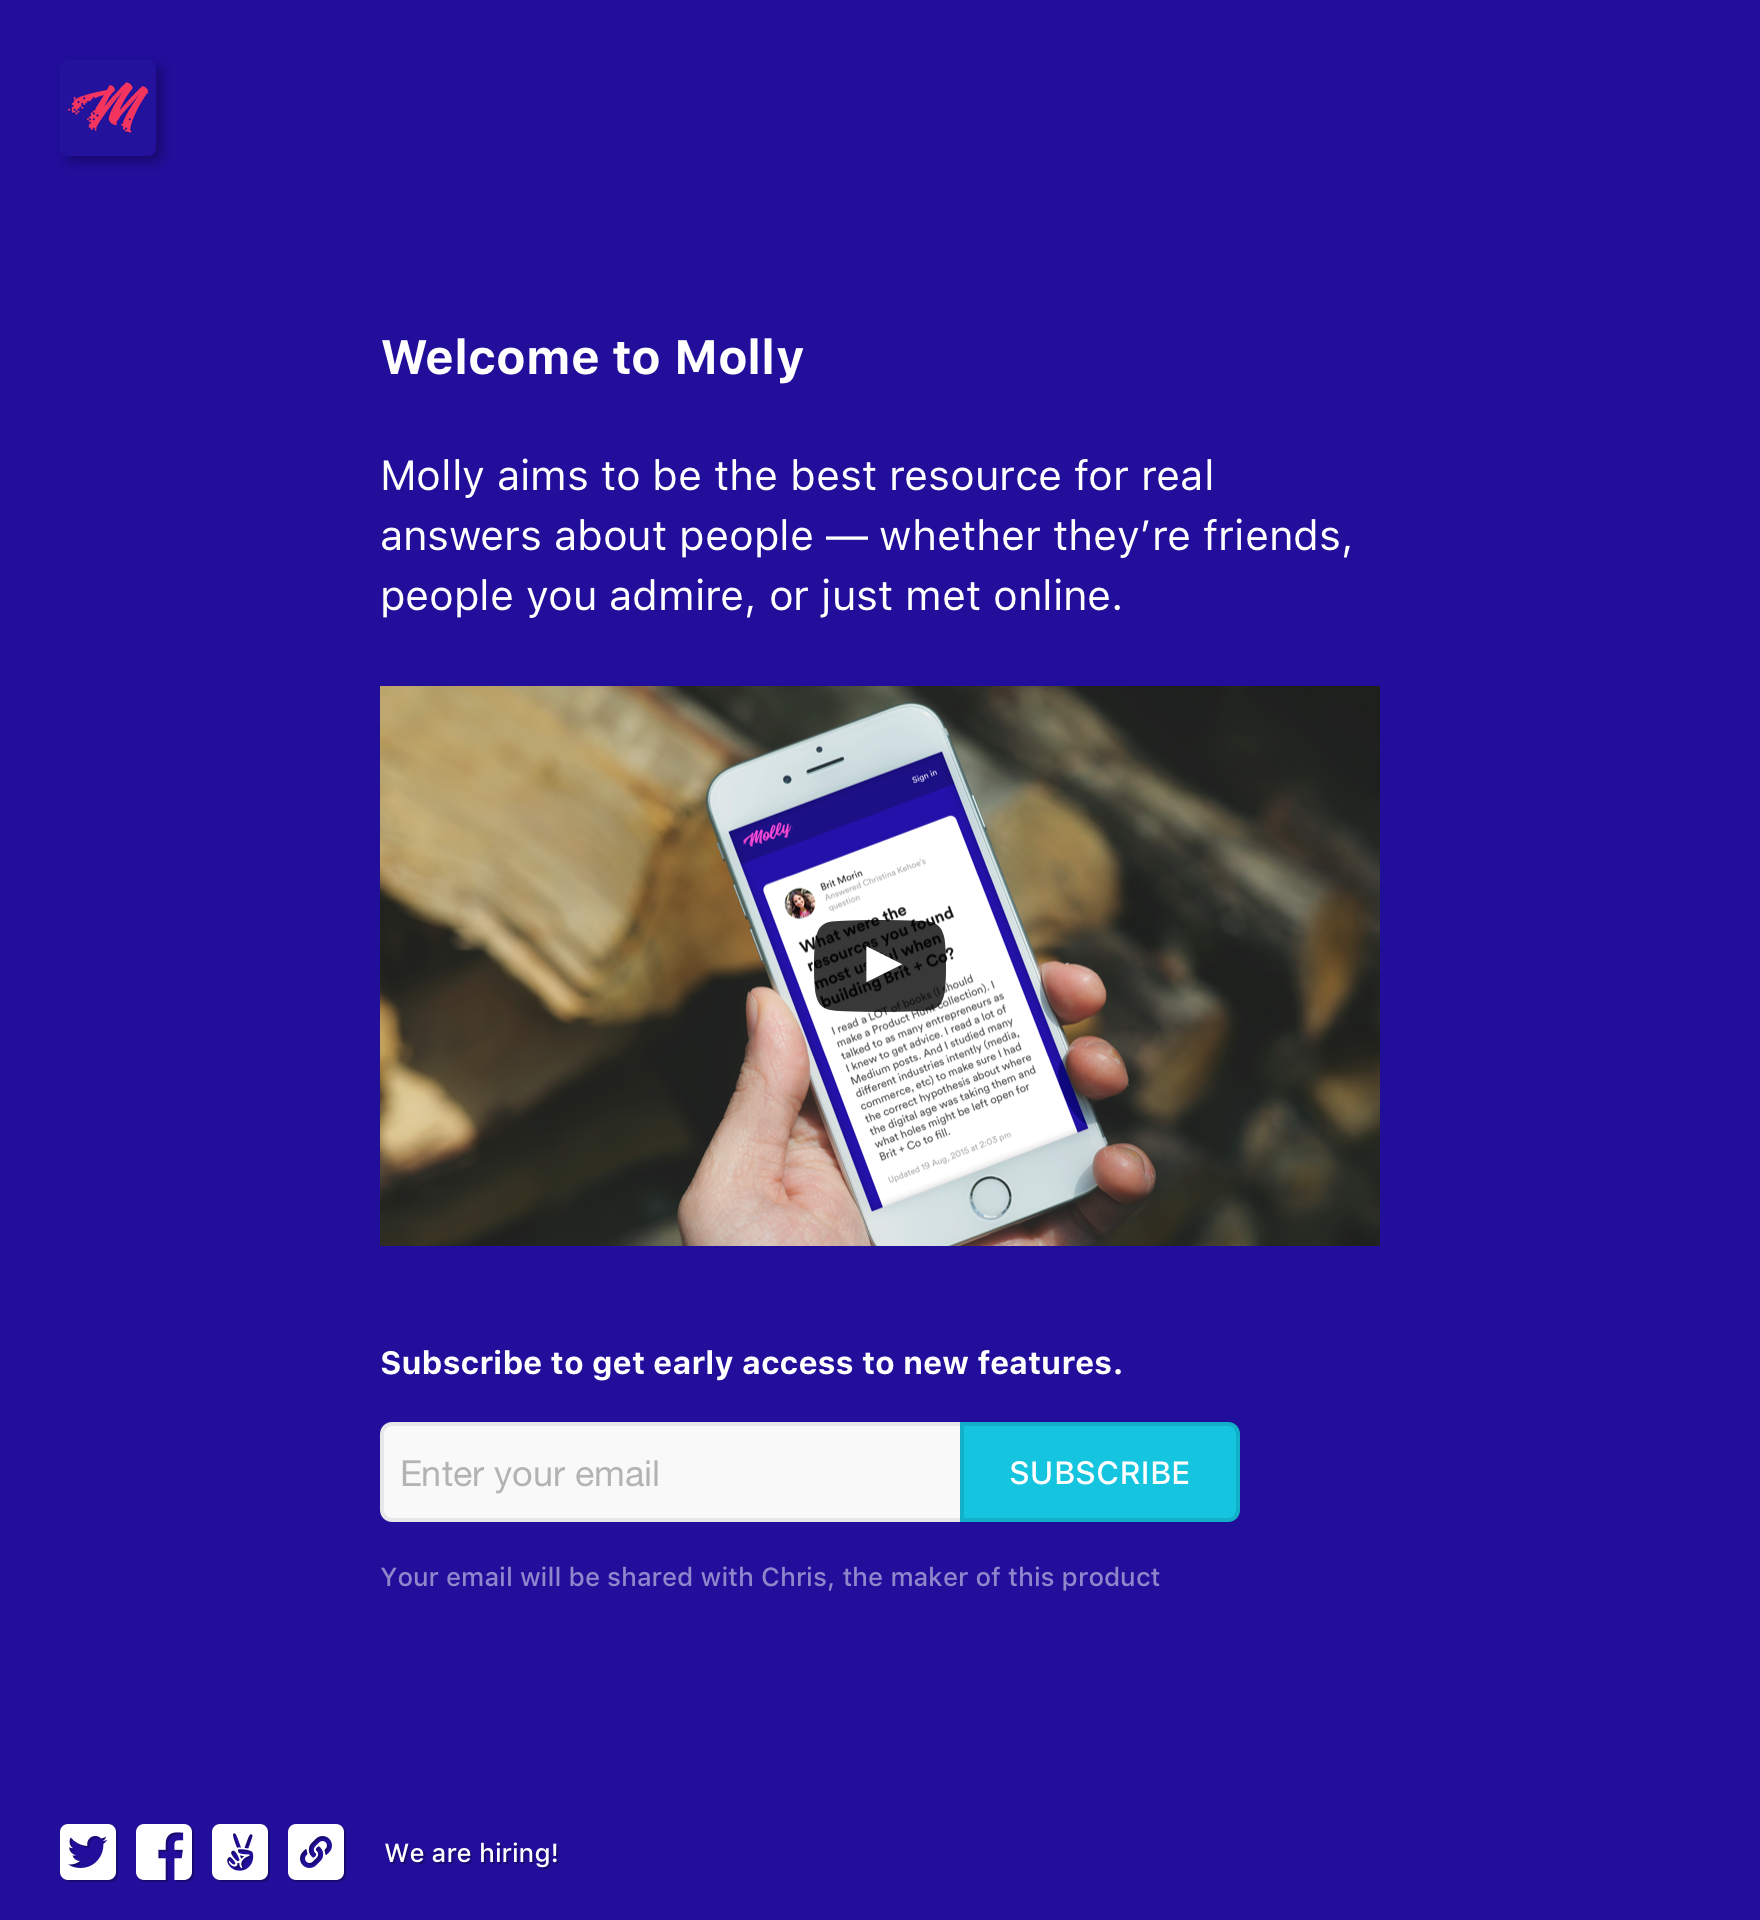 M
Welcome to Molly
Molly aims to be the best resource for real
answers about people — whether they’re friends,
people you admire, or just met online.
Sign in
Molly
Brit Morin
Answered Christina Kehoe's
question
What were the
resources you found
most useful when
building Brit + Co?
I read a LOT of books (I should
make a Product Hunt collection). I
talked to as many entrepreneurs as
I knew to get advice. I read a lot of
Medium posts. And I studied many
different industries intently (media,
commerce, etc) to make sure I had
the correct hypothesis about where
the digital age was taking them and
what holes might be left open for
Brit + Co to fill.
Updated 19 Aug, 2015 at 2:03 pm
Subscribe to get early access to new features.
Enter your email
SUBSCRIBE
Your email will be shared with Chris, the maker of this product
We are hiring!